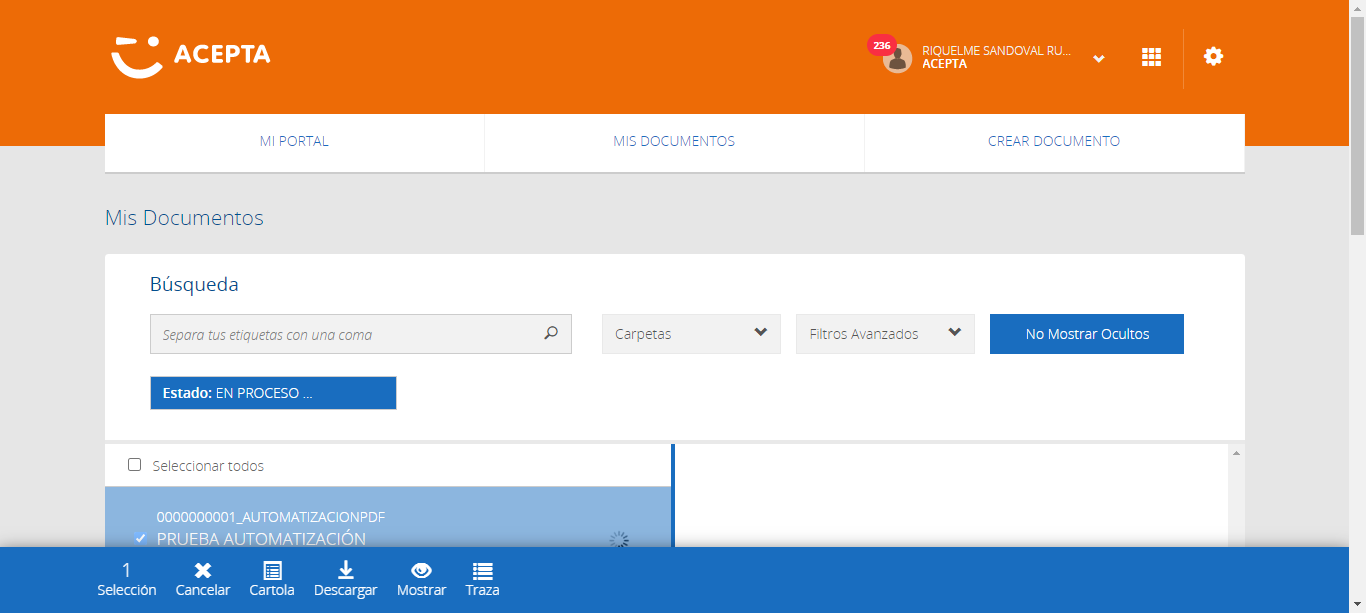 ACEPTA
236
RIQUELME SANDOVAL RU...
ACEPTA
MI PORTAL
MIS DOCUMENTOS
CREAR DOCUMENTO
Mis Documentos
Búsqueda
Separa tus etiquetas con una coma
Carpetas
Filtros Avanzados
No Mostrar Ocultos
Estado: EN PROCESO ...
Seleccionar todos
0000000001_AUTOMATIZACIONPDF
PRUEBA AUTOMATIZACIÓN
1
Selección
Cancelar
Cartola
Descargar
Mostrar
Traza